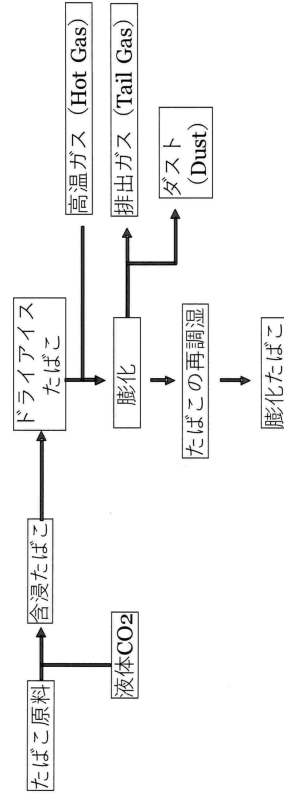 たばこ原料
液体CO2
含浸たばこ
ドライアイス
たばこ
高温ガス（Hot Gas）
膨化
排出ガス（Tail Gas）
ダスト
（Dust）
たばこの再調湿
膨化たばこ